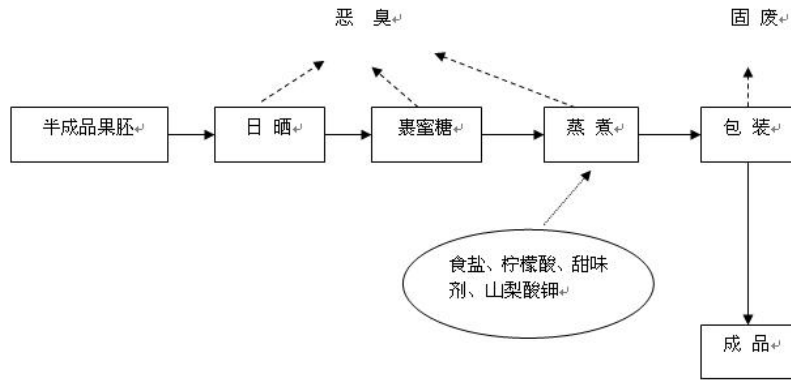 恶 臭
固 废
半成品果胚
日 晒
裹蜜糖
蒸 煮
包 装
食盐、柠檬酸、甜味
剂、山梨酸钾
成 品